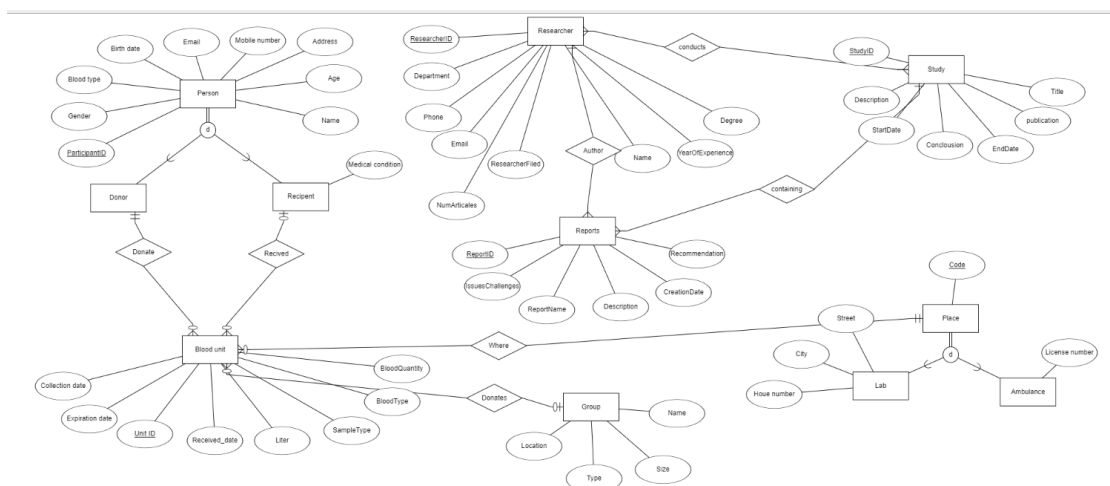 Researcher
ResearcherID
Email
Mobile number
Address
Birth date
conducts
StudyID
Study
Department
Blood type
Age
Person
Title
Description
Phone
Degree
publication
Gender
Name
StartDate
d
Email
Author
Name
YearOfExperience
Conclousion
EndDate
ParticipantID
ResearcherFiled
Medical condition
containing
Donor
Recipent
NumArticales
Reports
Donate
Recived
ReportID
Recommendation
Code
IssuesChallenges
CreationDate
ReportName
Description
Street
Place
Where
Blood unit
City
d
License number
BloodQuantity
Collection date
Lab
Ambulance
Houe number
BloodType
Donates
Group
Name
Expiration date
SampleType
Unit ID
Received_date
Liter
Location
Size
Type